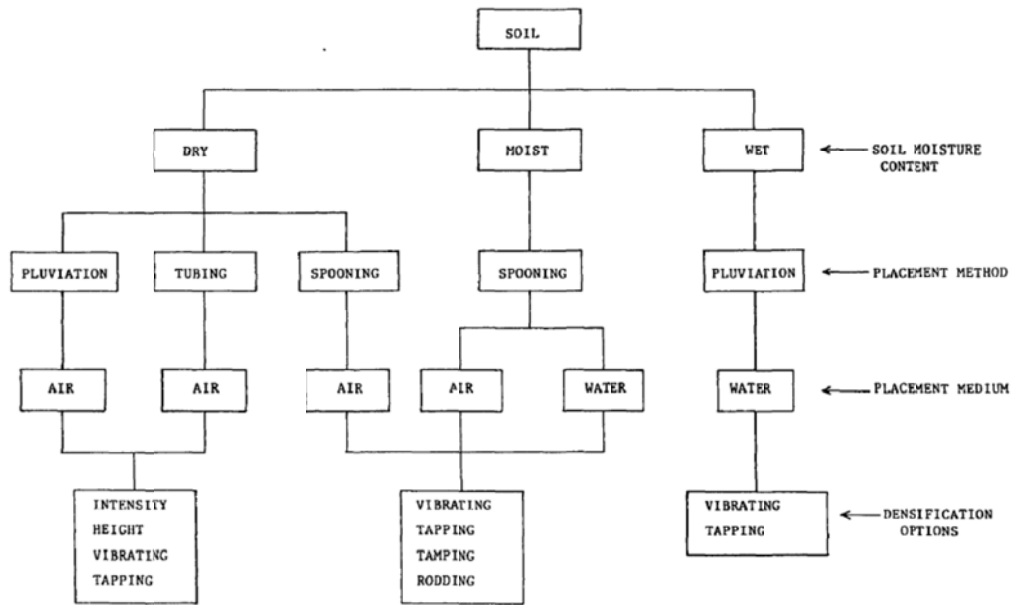 SOIL
DRY
MOIST
WET
SOIL MOISTURE
CONTENT
PLUVIATION
TUBING
SPOONING
SPOONING
PLUVIATION
PLACEMENT METHOD
AIR
AIR
AIR
AIR
WATER
WATER
PLACEMENT MEDIUM
INTENSITY
HEIGHT
VIBRATING
TAPPING
VIBRATING
TAPPING
TAMPING
RODDING
VIBRATING
TAPPING
DENSIFICATION
OPTIONS